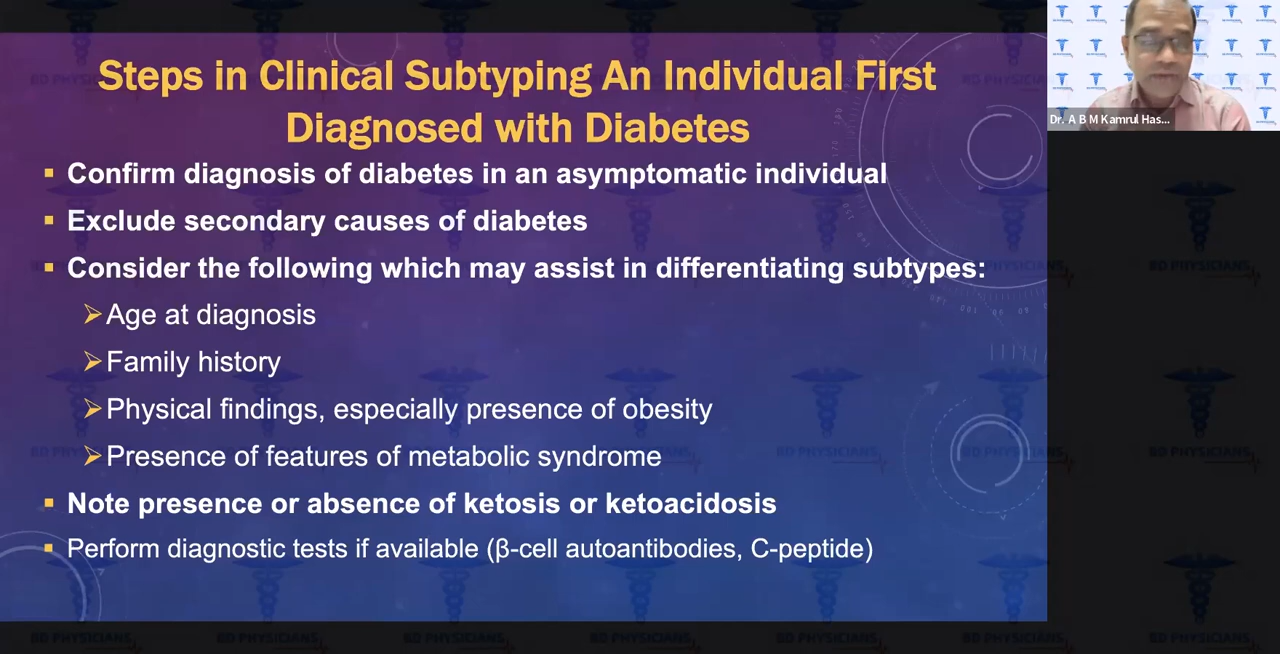 Steps in Clinical Subtyping An Individual First
Diagnosed with Diabetes
▪ Confirm diagnosis of diabetes in an asymptomatic individual
▪ Exclude secondary causes of diabetes
▪ Consider the following which may assist in differentiating subtypes:
➢Age at diagnosis
➢Family history
➢Physical findings, especially presence of obesity
➢Presence of features of metabolic syndrome
▪ Note presence or absence of ketosis or ketoacidosis
▪ Perform diagnostic tests if available (β-cell autoantibodies, C-peptide)
Dr. A B M Kamrul Has...
BD PHYSICIANS